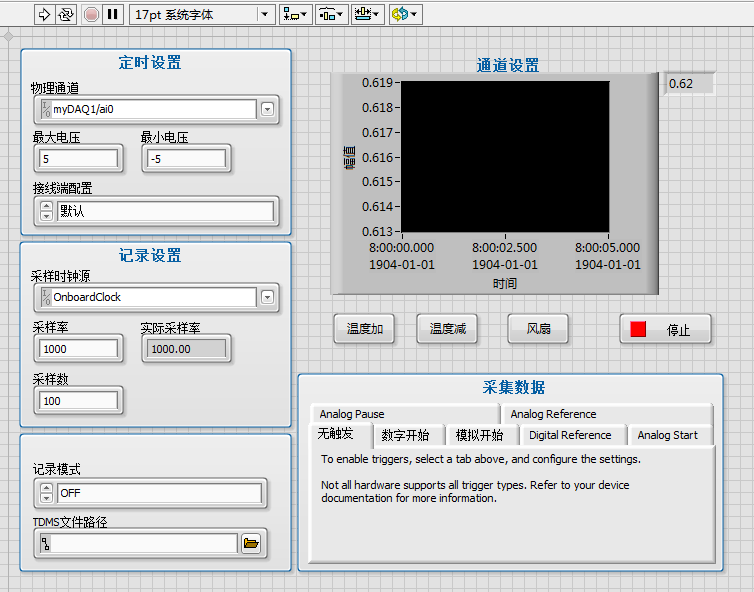 17pt 系统字体
定时设置
物理通道
I/O myDAQ1/ai0
最大电压 最小电压
5 -5
接线端配置
默认
记录设置
采样时钟源
I/O OnboardClock
采样率 实际采样率
1000 1000.00
采样数
100
记录模式
OFF
TDMS文件路径
通道设置
0.62
幅值
0.619
0.618
0.617
0.616
0.615
0.614
0.613
8:00:00.000 8:00:02.500 8:00:05.000
1904-01-01 1904-01-01 1904-01-01
时间
温度加 温度减 风扇 停止
采集数据
Analog Pause Analog Reference
无触发 数字开始 模拟开始 Digital Reference Analog Start
To enable triggers, select a tab above, and configure the settings.
Not all hardware supports all trigger types. Refer to your device
documentation for more information.